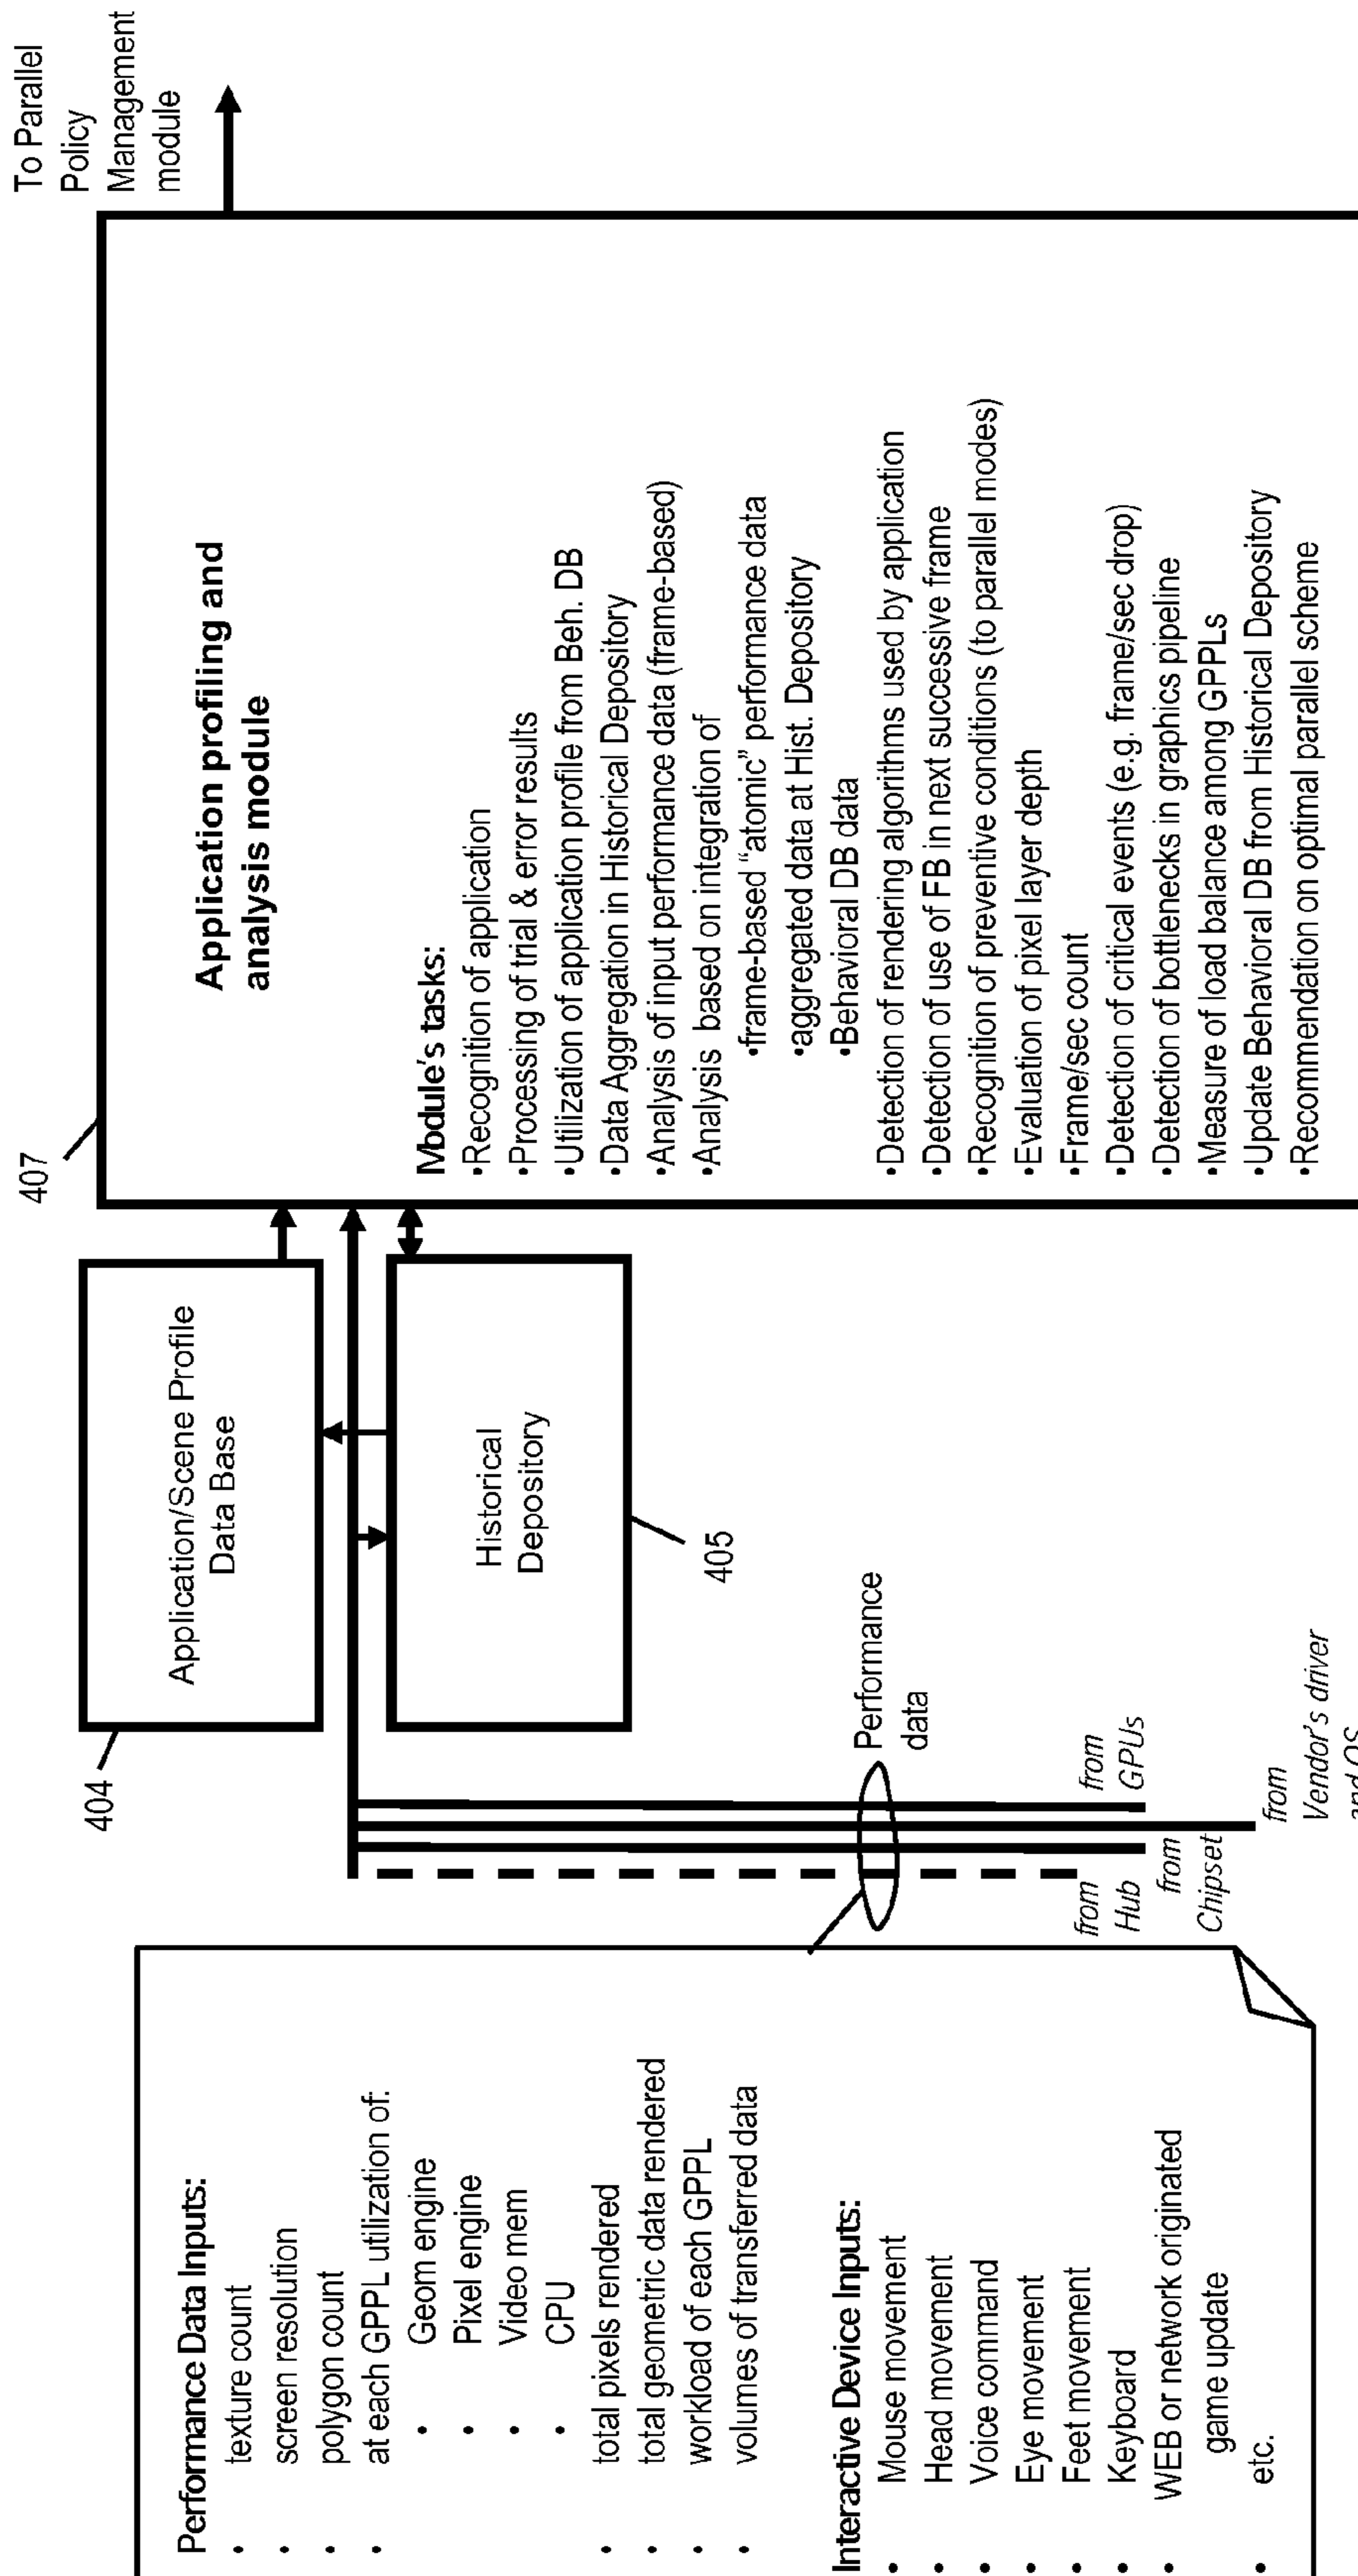 To Parallel
Policy
Management
module
407
Application profiling and
analysis module
Module's tasks:
•Recognition of application
•Processing of trial & error results
•Utilization of application profile from Beh. DB
•Data Aggregation in Historical Depository
•Analysis of input performance data (frame-based)
•Analysis based on integration of
•frame-based “atomic” performance data
•aggregated data at Hist. Depository
•Behavioral DB data
•Detection of rendering algorithms used by application
•Detection of use of FB in next successive frame
•Recognition of preventive conditions (to parallel modes)
•Evaluation of pixel layer depth
•Frame/sec count
•Detection of critical events (e.g. frame/sec drop)
•Detection of bottlenecks in graphics pipeline
•Measure of load balance among GPPLs
•Update Behavioral DB from Historical Depository
•Recommendation on optimal parallel scheme
404
Application/Scene Profile
Data Base
Historical
Depository
405
Performance
data
from
GPUs
from
Vendor's driver
and OS
from
Chipset
from
Hub
Performance Data Inputs:
• texture count
• screen resolution
• polygon count
• at each GPPL utilization of:
• Geom engine
• Pixel engine
• Video mem
• CPU
• total pixels rendered
• total geometric data rendered
• workload of each GPPL
• volumes of transferred data
Interactive Device Inputs:
• Mouse movement
• Head movement
• Voice command
• Eye movement
• Feet movement
• Keyboard
• WEB or network originated
game update
• etc.